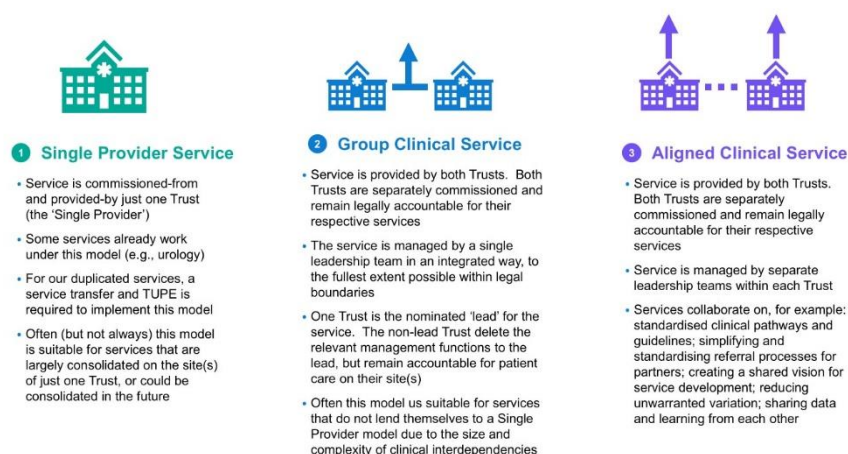 1 Single Provider Service
• Service is commissioned-from
and provided-by just one Trust
(the ‘Single Provider’)
• Some services already work
under this model (e.g., urology)
• For our duplicated services, a
service transfer and TUPE is
required to implement this model
• Often (but not always) this model
is suitable for services that are
largely consolidated on the site(s)
of just one Trust, or could be
consolidated in the future
2 Group Clinical Service
• Service is provided by both Trusts. Both
Trusts are separately commissioned and
remain legally accountable for their
respective services
• The service is managed by a single
leadership team in an integrated way, to
the fullest extent possible within legal
boundaries
• One Trust is the nominated ‘lead’ for the
service. The non-lead Trust delete the
relevant management functions to the
lead, but remain accountable for patient
care on their site(s)
• Often this model us suitable for services
that do not lend themselves to a Single
Provider model due to the size and
complexity of clinical interdependencies
3 Aligned Clinical Service
• Service is provided by both Trusts.
Both Trusts are separately
commissioned and remain legally
accountable for their respective
services
• Service is managed by separate
leadership teams within each Trust
• Services collaborate on, for example:
standardised clinical pathways and
guidelines; simplifying and
standardising referral processes for
partners; creating a shared vision for
service development; reducing
unwarranted variation; sharing data
and learning from each other